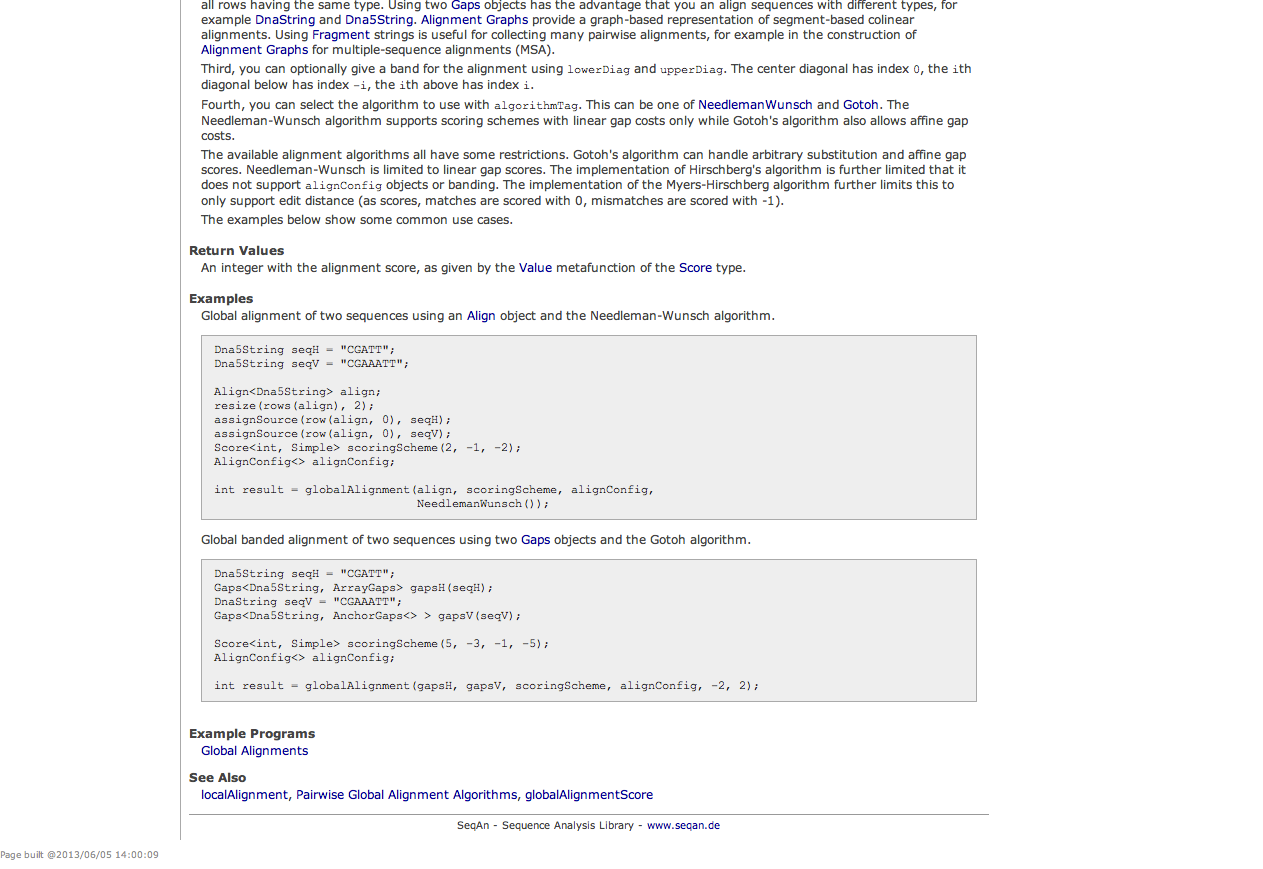 all rows having the same type. Using two Gaps objects has the advantage that you an align sequences with different types, for
example DnaString and Dna5String. Alignment Graphs provide a graph-based representation of segment-based colinear
alignments. Using Fragment strings is useful for collecting many pairwise alignments, for example in the construction of
Alignment Graphs for multiple-sequence alignments (MSA).
Third, you can optionally give a band for the alignment using lowerDiag and upperDiag. The center diagonal has index 0, the ith
diagonal below has index -i, the ith above has index i.
Fourth, you can select the algorithm to use with algorithmTag. This can be one of NeedlemanWunsch and Gotoh. The
Needleman-Wunsch algorithm supports scoring schemes with linear gap costs only while Gotoh's algorithm also allows affine gap
costs.
The available alignment algorithms all have some restrictions. Gotoh's algorithm can handle arbitrary substitution and affine gap
scores. Needleman-Wunsch is limited to linear gap scores. The implementation of Hirschberg's algorithm is further limited that it
does not support alignConfig objects or banding. The implementation of the Myers-Hirschberg algorithm further limits this to
only support edit distance (as scores, matches are scored with 0, mismatches are scored with -1).
The examples below show some common use cases.
Return Values
An integer with the alignment score, as given by the Value metafunction of the Score type.
Examples
Global alignment of two sequences using an Align object and the Needleman-Wunsch algorithm.
Dna5String seqH = "CGATT";
Dna5String seqV = "CGAAATT";
Align<Dna5String> align;
resize(rows(align), 2);
assignSource(row(align, 0), seqH);
assignSource(row(align, 0), seqV);
Score<int, Simple> scoringScheme(2, -1, -2);
AlignConfig<> alignConfig;
int result = globalAlignment(align, scoringScheme, alignConfig,
NeedlemanWunsch());
Global banded alignment of two sequences using two Gaps objects and the Gotoh algorithm.
Dna5String seqH = "CGATT";
Gaps<Dna5String, ArrayGaps> gapsH(seqH);
DnaString seqV = "CGAAATT";
Gaps<Dna5String, AnchorGaps<> > gapsV(seqV);
Score<int, Simple> scoringScheme(5, -3, -1, -5);
AlignConfig<> alignConfig;
int result = globalAlignment(gapsH, gapsV, scoringScheme, alignConfig, -2, 2);
Example Programs
Global Alignments
See Also
localAlignment, Pairwise Global Alignment Algorithms, globalAlignmentScore
SeqAn - Sequence Analysis Library - www.seqan.de
Page built @2013/06/05 14:00:09